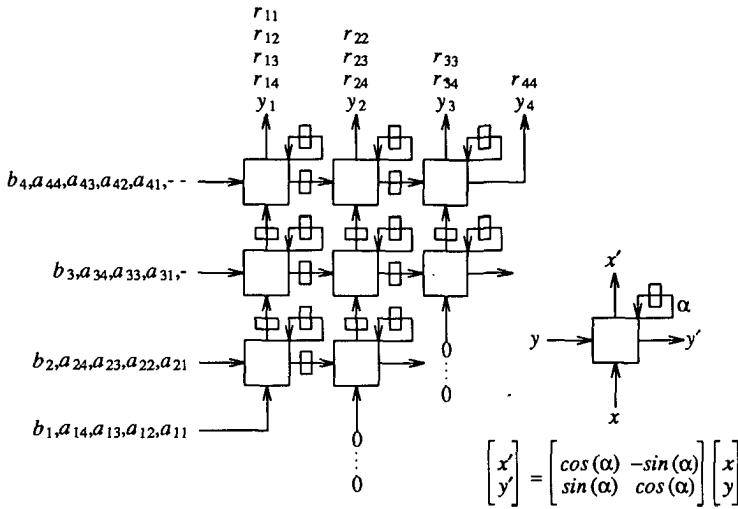 r₁₁
r₁₂ r₂₂
r₁₃ r₂₃ r₃₃
r₁₄ r₂₄ r₃₄ r₄₄
y₁ y₂ y₃ y₄
b₄,a₄₄,a₄₃,a₄₂,a₄₁,- -
b₃,a₃₄,a₃₃,a₃₁,-
b₂,a₂₄,a₂₃,a₂₂,a₂₁
b₁,a₁₄,a₁₃,a₁₂,a₁₁
0
⋮
0
0
⋮
0
x′
α
y
y′
x
[x′] = [cos(α) −sin(α)] [x]
[y′] [sin(α) cos(α)] [y]